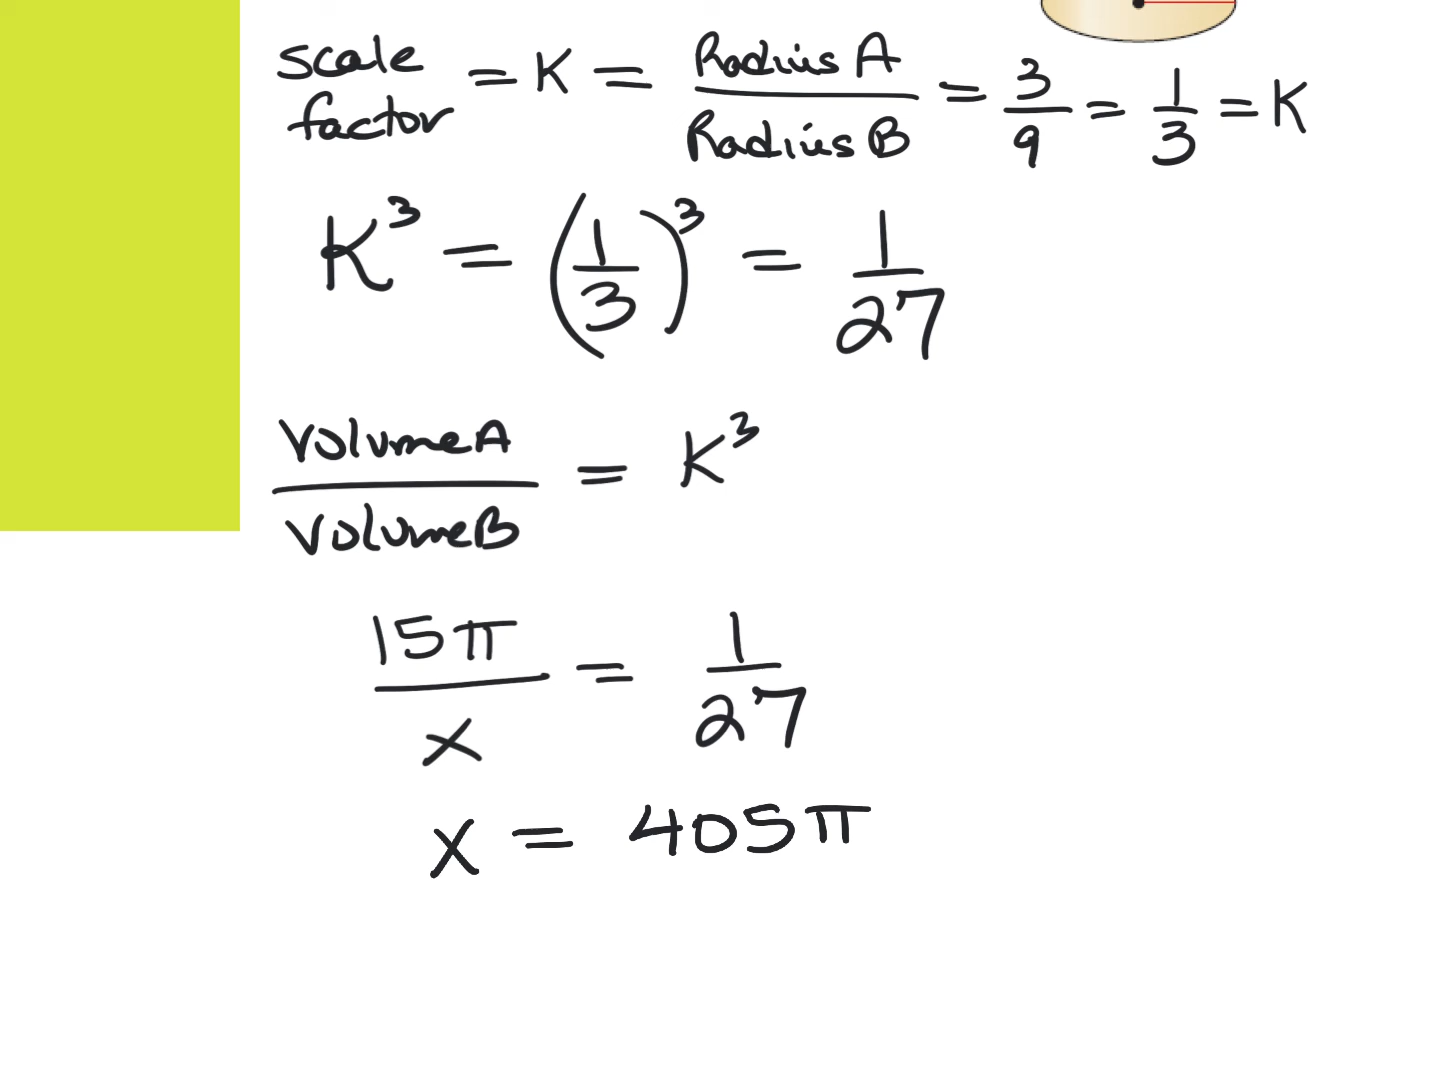 scale factor = K = Radius A / Radius B = 3/9 = 1/3 = K
K³ = (1/3)³ = 1/27
Volume A / Volume B = K³
15π / x = 1/27
x = 405π